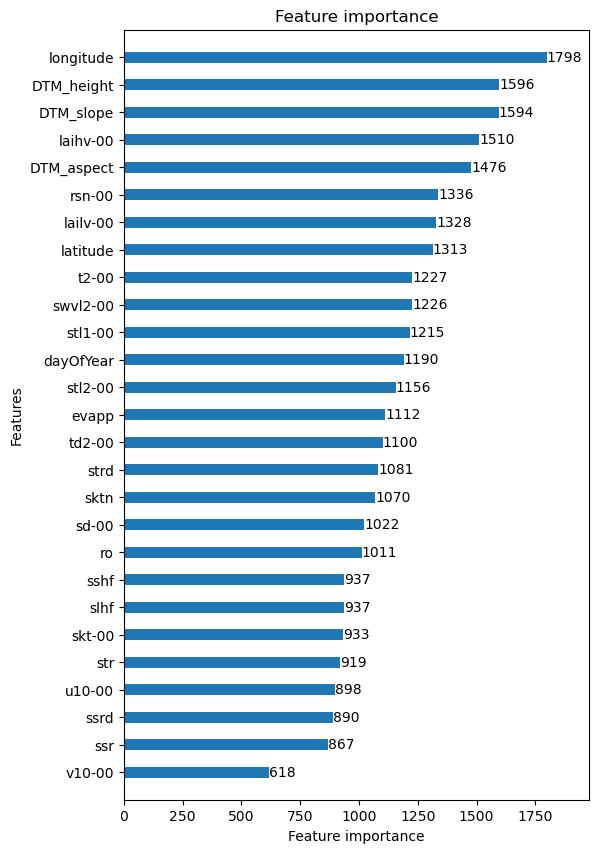 Feature importance
longitude 1798
DTM_height 1596
DTM_slope 1594
laihv-00 1510
DTM_aspect 1476
rsn-00 1336
lailv-00 1328
latitude 1313
t2-00 1227
swvl2-00 1226
stl1-00 1215
dayOfYear 1190
stl2-00 1156
evapp 1112
td2-00 1100
strd 1081
sktn 1070
sd-00 1022
ro 1011
sshf 937
slhf 937
skt-00 933
str 919
u10-00 898
ssrd 890
ssr 867
v10-00 618
Features
0 250 500 750 1000 1250 1500 1750
Feature importance